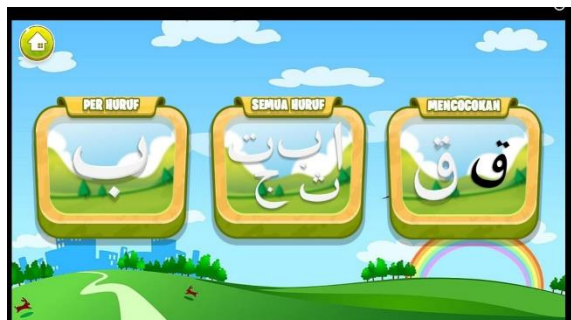 PER HURUF
ب
SEMUA HURUF
ا ب ت
ث ج
MENCOCOKAN
ق ق